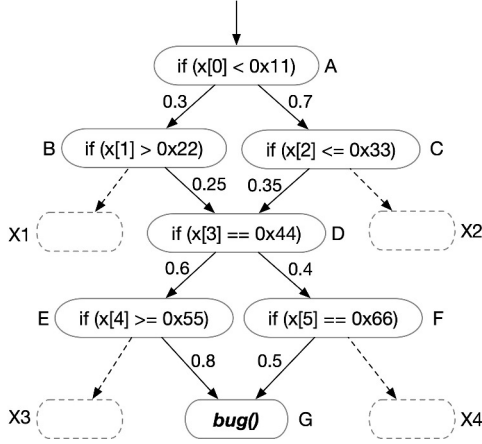 if (x[0] < 0x11) A
0.3 0.7
B if (x[1] > 0x22) if (x[2] <= 0x33) C
0.25 0.35
X1 if (x[3] == 0x44) D X2
0.6 0.4
E if (x[4] >= 0x55) if (x[5] == 0x66) F
0.8 0.5
X3 bug() G X4